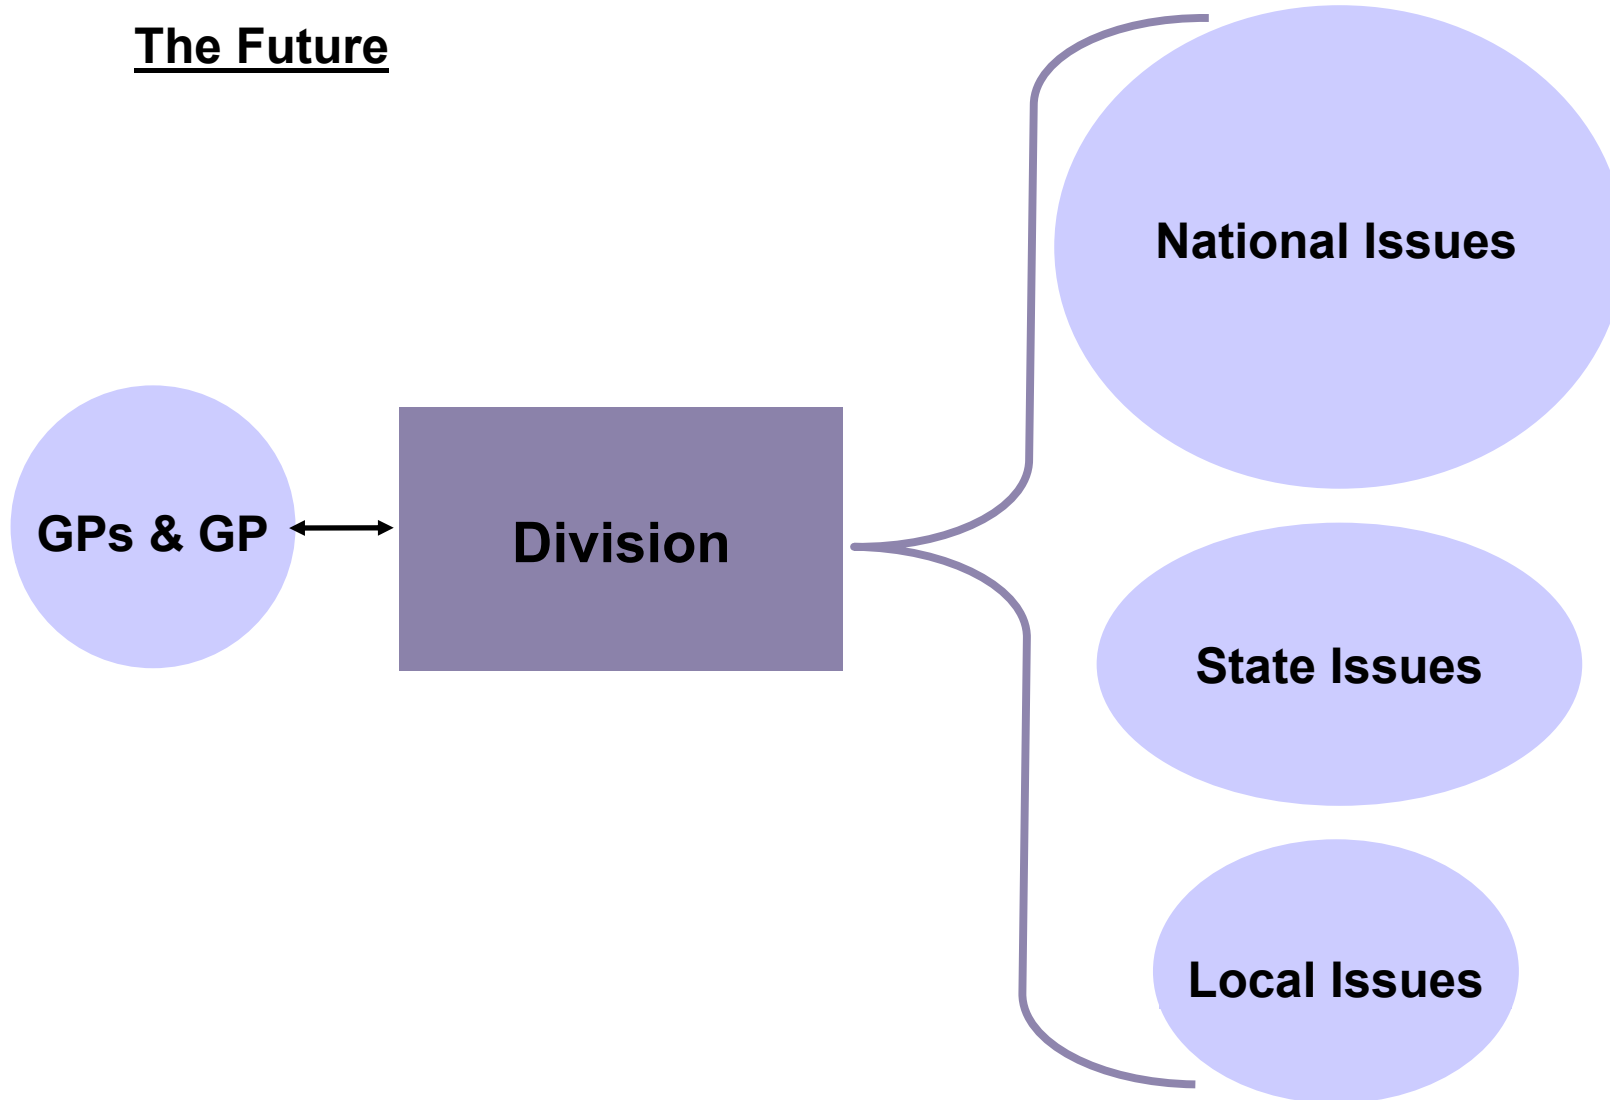 The Future
National Issues
GPs & GP
Division
State Issues
Local Issues